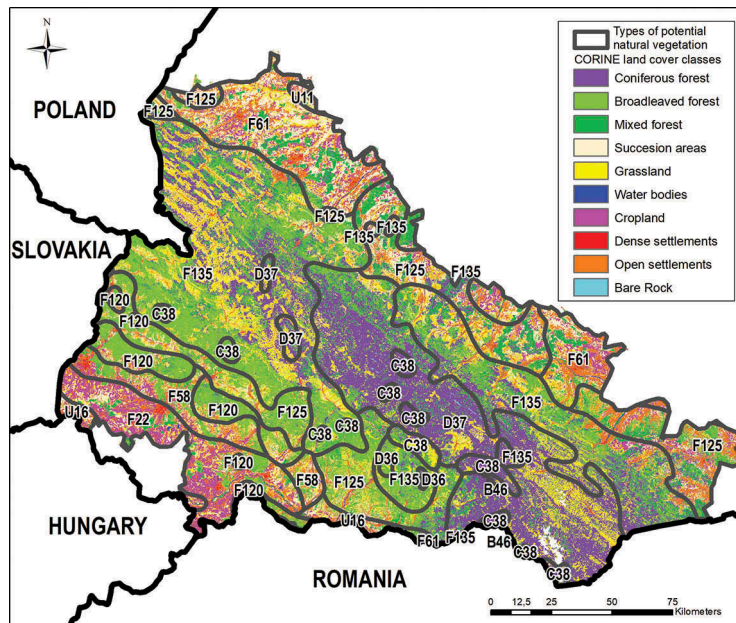 N
POLAND
SLOVAKIA
HUNGARY
ROMANIA
Types of potential
natural vegetation
CORINE land cover classes
Coniferous forest
Broadleaved forest
Mixed forest
Succesion areas
Grassland
Water bodies
Cropland
Dense settlements
Open settlements
Bare Rock
F125
F125
U11
F61
F125
F135
F135
F125
F135
F135
D37
F120
C38
F120
D37
C38
F120
C38
F61
C38
F135
F58
F120
F125
C38
D37
U16
F22
C38
C38
C38
F135
F125
D36
F120
C38
F58
F125
F135
D36
B46
F120
U16
C38
F61
F135
B46
C38
C38
0
12,5
25
50
75
Kilometers